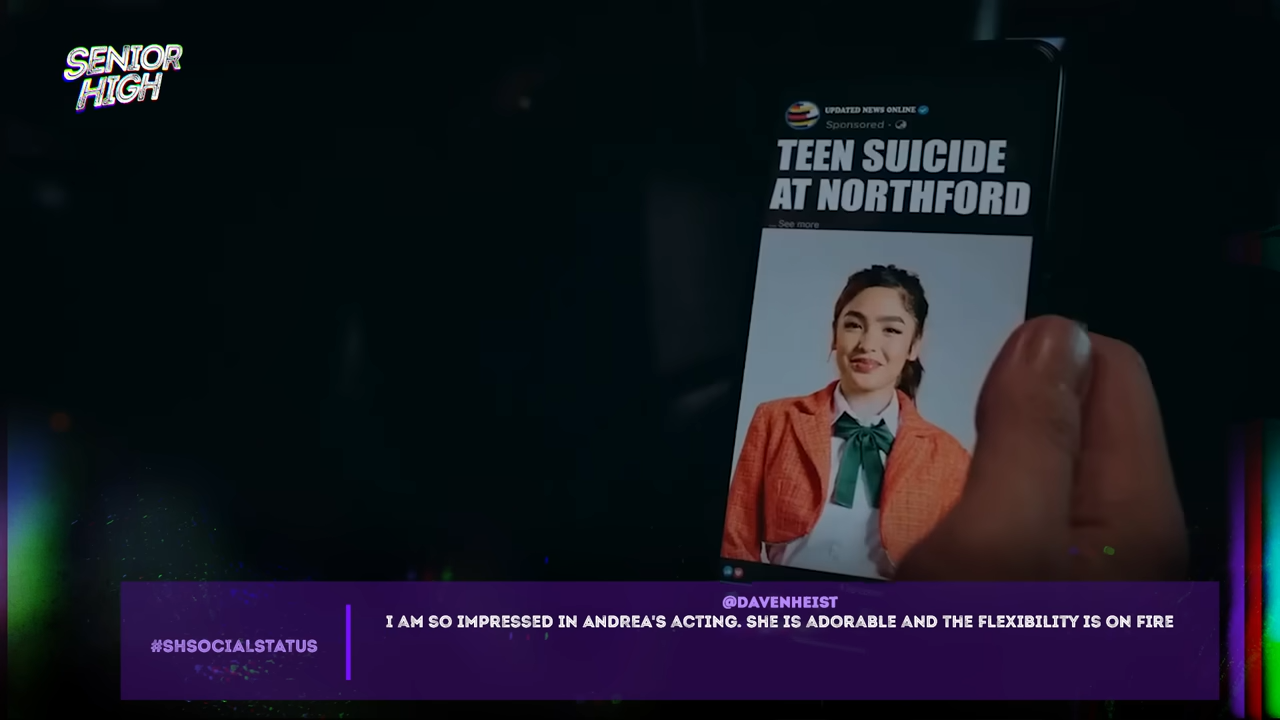 SENIOR
HIGH
UPDATED NEWS ONLINE
Sponsored ·
TEEN SUICIDE
AT NORTHFORD
... See more
@DAVENHEIST
I AM SO IMPRESSED IN ANDREA'S ACTING. SHE IS ADORABLE AND THE FLEXIBILITY IS ON FIRE
#SHSOCIALSTATUS